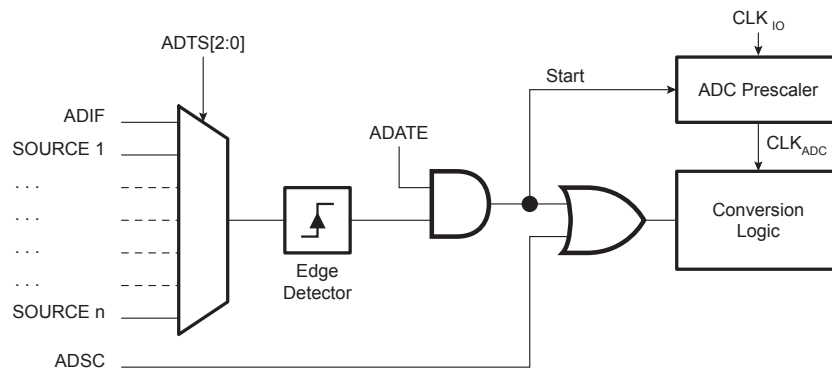 CLK IO
ADTS[2:0]
Start
ADC Prescaler
ADIF
ADATE
SOURCE 1
CLKADC
. . .
. . .
Conversion
Logic
. . .
Edge
Detector
. . .
SOURCE n
ADSC